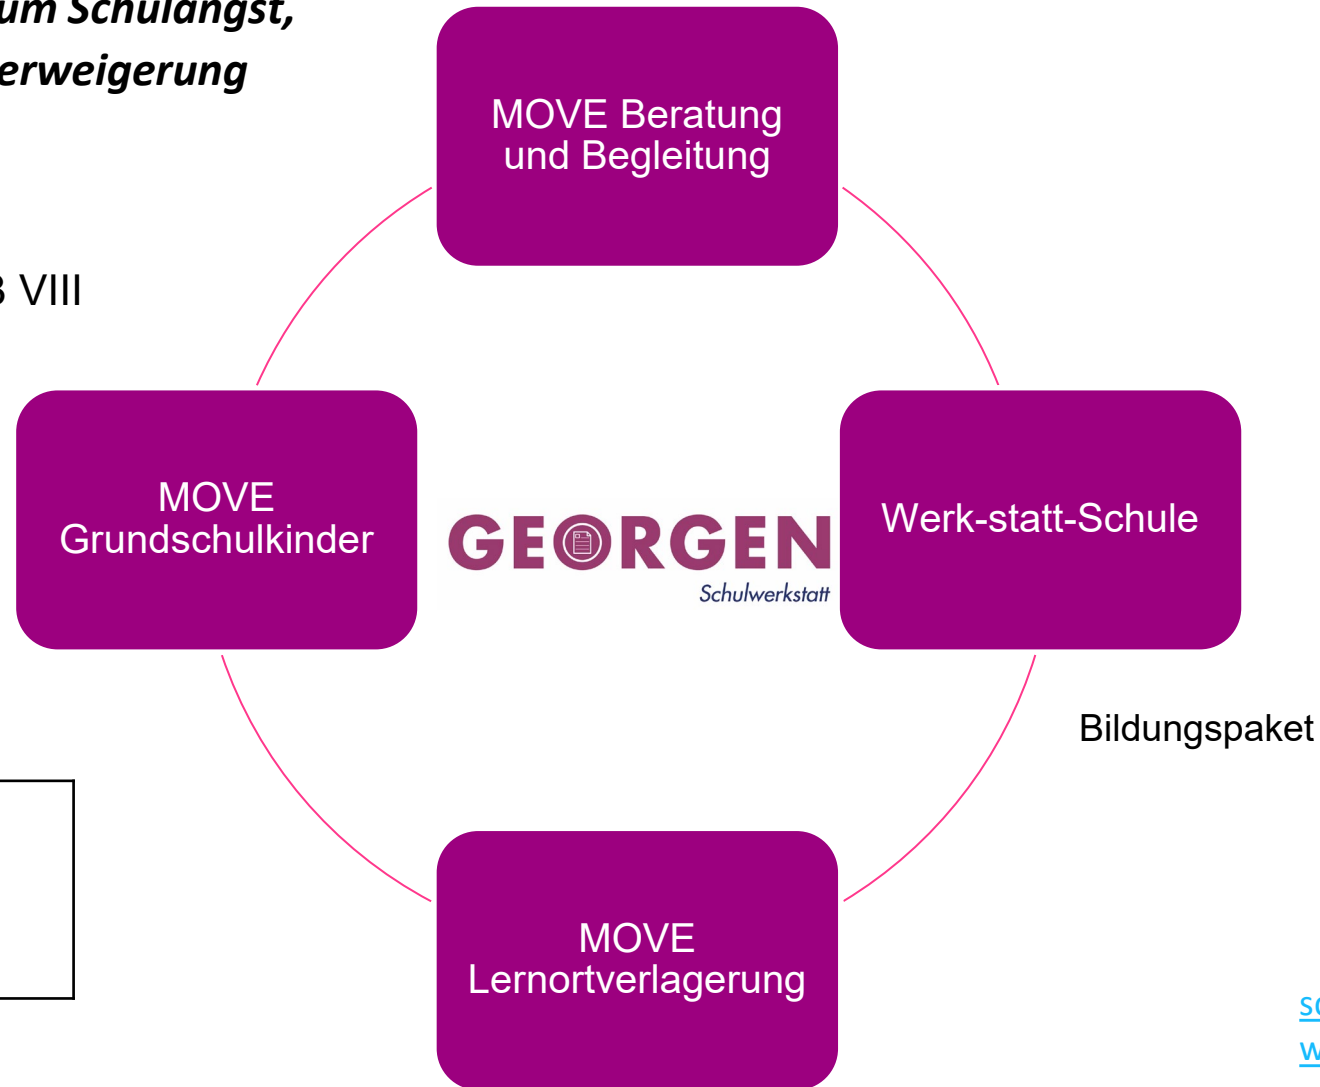 um Schulangst,
erweigerung
MOVE Beratung
und Begleitung
VIII
MOVE
Grundschulkinder
GEORGEN
Schulwerkstatt
Werk-statt-Schule
Bildungspaket
MOVE
Lernortverlagerung